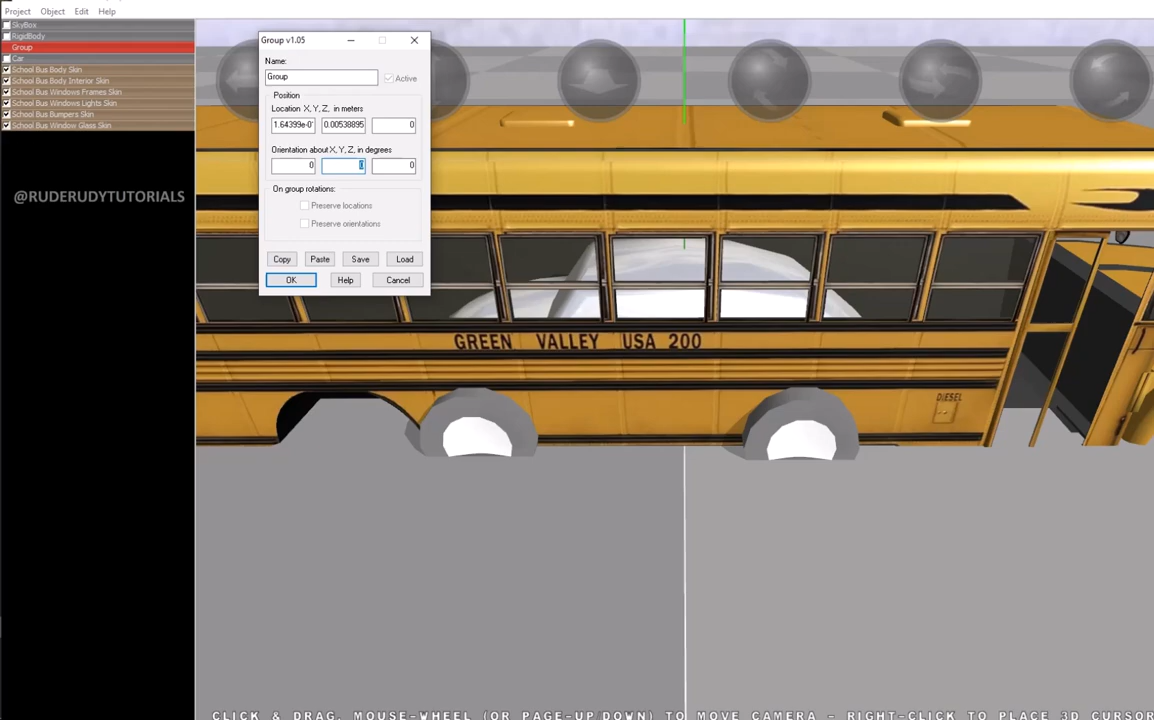 Project Object Edit Help
SkyBox
RigidBody
Group
Car
School Bus Body Skin
School Bus Body Interior Skin
School Bus Windows Frames Skin
School Bus Windows Lights Skin
School Bus Bumpers Skin
School Bus Window Glass Skin
@RUDERUDYTUTORIALS
Group v1.05
Name:
Group
Active
Position
Location X, Y, Z, in meters
1.64399e-0 0.00538895 0
Orientation about X, Y, Z, in degrees
0 0 0
On group rotations:
Preserve locations
Preserve orientations
Copy Paste Save Load
OK Help Cancel
GREEN VALLEY USA 200
DIESEL
CLICK & DRAG, MOUSE-WHEEL (OR PAGE-UP/DOWN) TO MOVE CAMERA - RIGHT-CLICK TO PLACE 3D CURSOR